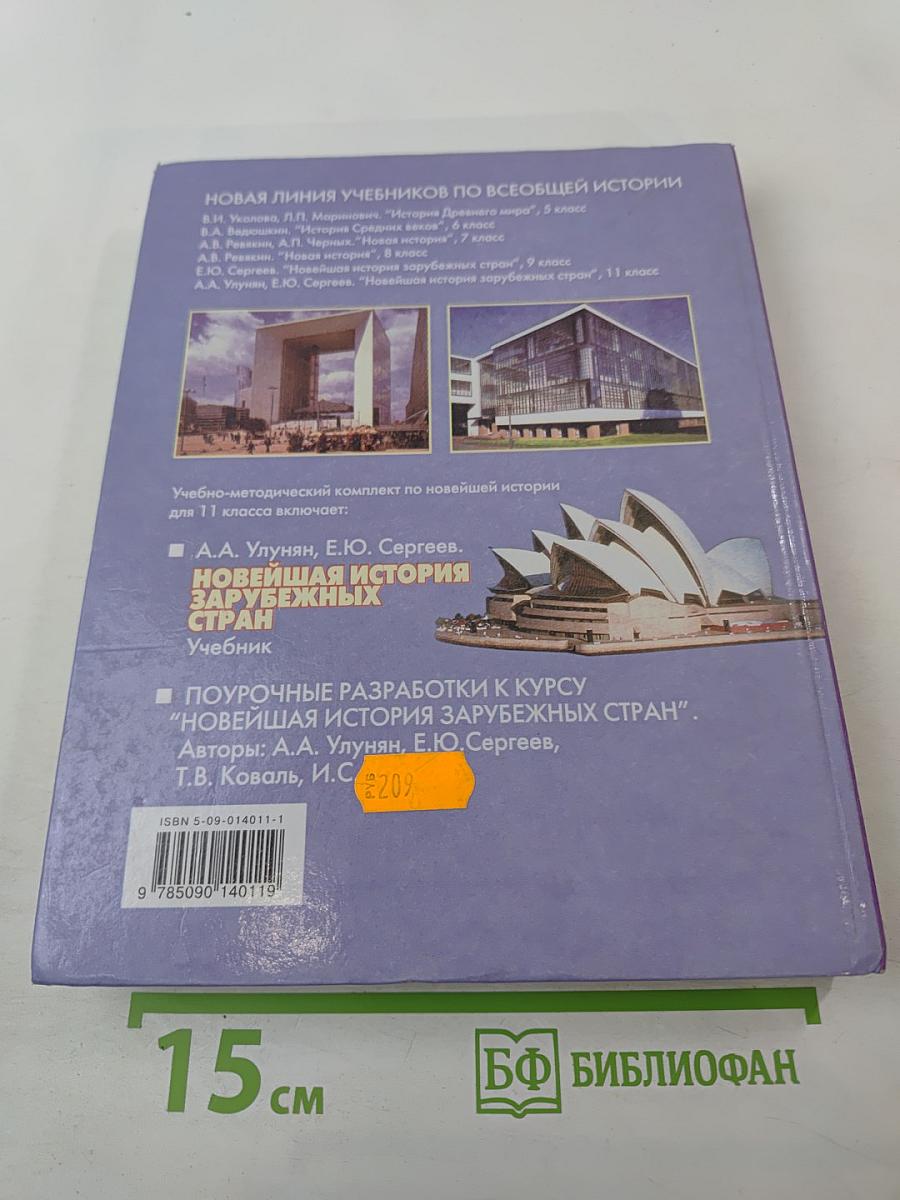 НОВАЯ ЛИНИЯ УЧЕБНИКОВ ПО ВСЕОБЩЕЙ ИСТОРИИ
В.И. Уколова, Л.П. Маринович. "История Древнего мира", 5 класс
В.А. Ведюшкин. "История Средних веков", 6 класс
А.В. Ревякин, А.П. Черных. "Новая история", 7 класс
А.В. Ревякин. "Новая история", 8 класс
Е.Ю. Сергеев. "Новейшая история зарубежных стран", 9 класс
А.А. Улунян, Е.Ю. Сергеев. "Новейшая история зарубежных стран", 11 класс
Учебно-методический комплект по новейшей истории
для 11 класса включает:
■ А.А. Улунян, Е.Ю. Сергеев.
НОВЕЙШАЯ ИСТОРИЯ
ЗАРУБЕЖНЫХ
СТРАН
Учебник
■ ПОУРОЧНЫЕ РАЗРАБОТКИ К КУРСУ
"НОВЕЙШАЯ ИСТОРИЯ ЗАРУБЕЖНЫХ СТРАН".
Авторы: А.А. Улунян, Е.Ю.Сергеев,
Т.В. Коваль, И.С.
РУБ 209
ISBN 5-09-014011-1
9 785090 140119
15 см
БФ БИБЛИОФАН